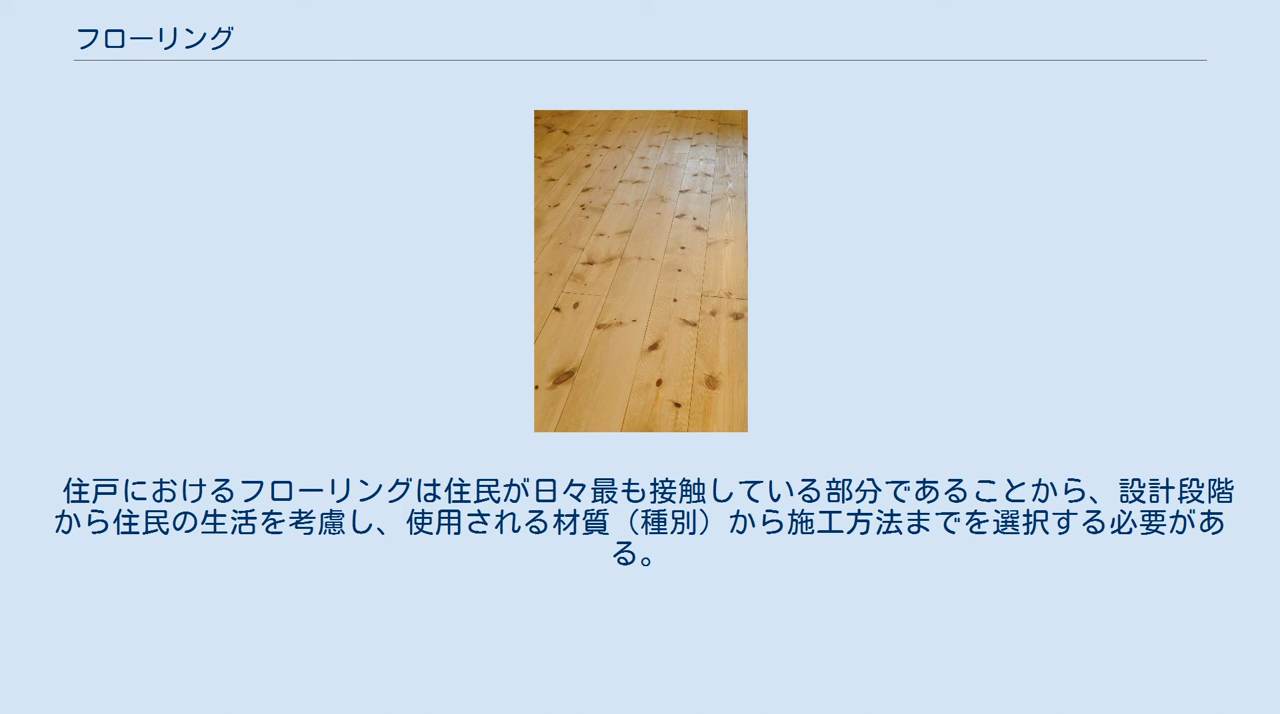 フローリング
住戸におけるフローリングは住民が日々最も接触している部分であることから、設計段階
から住民の生活を考慮し、使用される材質（種別）から施工方法までを選択する必要があ
る。